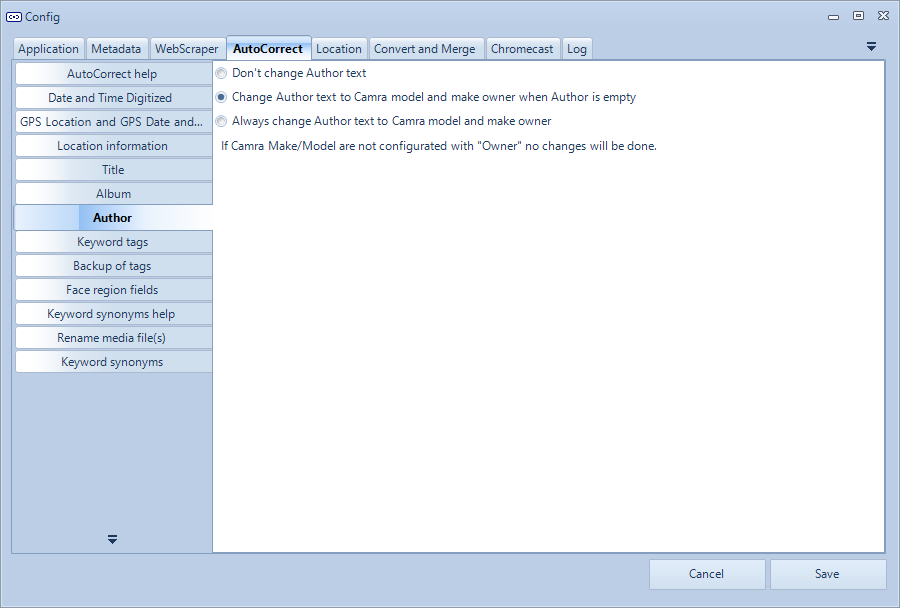 Config
Application
Metadata
WebScraper
AutoCorrect
Location
Convert and Merge
Chromecast
Log
AutoCorrect help
Date and Time Digitized
GPS Location and GPS Date and...
Location information
Title
Album
Author
Keyword tags
Backup of tags
Face region fields
Keyword synonyms help
Rename media file(s)
Keyword synonyms
Don't change Author text
Change Author text to Camra model and make owner when Author is empty
Always change Author text to Camra model and make owner
If Camra Make/Model are not configurated with "Owner" no changes will be done.
Cancel
Save